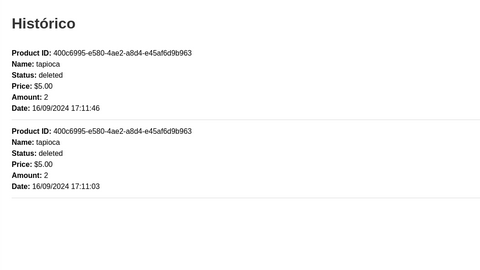 Histórico
Product ID: 400c6995-e580-4ae2-a8d4-e45af6d9b963
Name: tapioca
Status: deleted
Price: $5.00
Amount: 2
Date: 16/09/2024 17:11:46
Product ID: 400c6995-e580-4ae2-a8d4-e45af6d9b963
Name: tapioca
Status: deleted
Price: $5.00
Amount: 2
Date: 16/09/2024 17:11:03